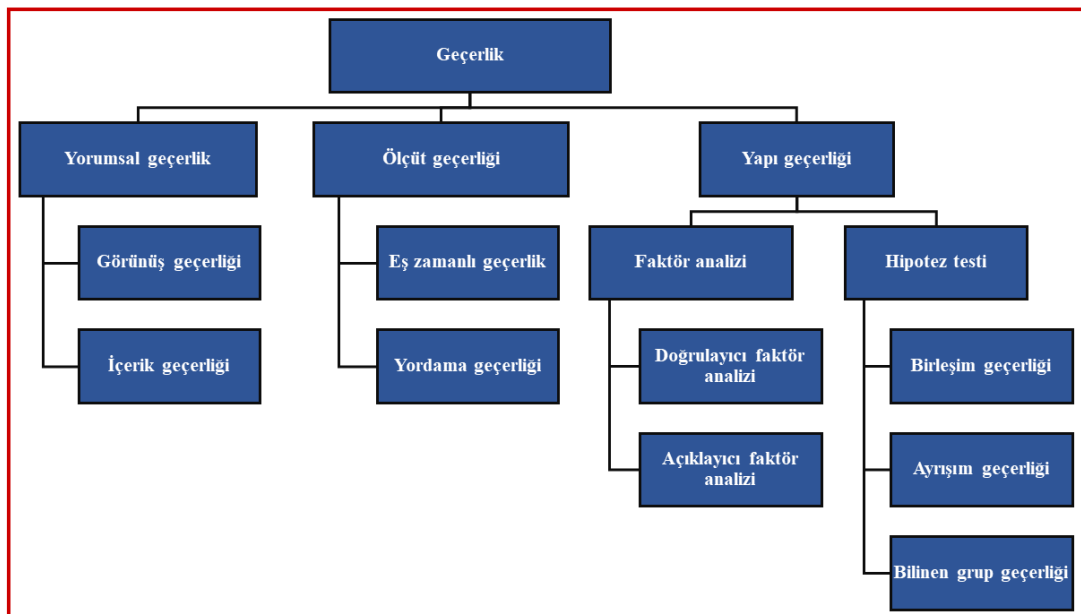 Geçerlik
Yorumsal geçerlik
Ölçüt geçerliği
Yapı geçerliği
Görünüş geçerliği
Eş zamanlı geçerlik
Faktör analizi
Hipotez testi
İçerik geçerliği
Yordama geçerliği
Doğrulayıcı faktör
analizi
Birleşim geçerliği
Açıklayıcı faktör
analizi
Ayrışım geçerliği
Bilinen grup geçerliği